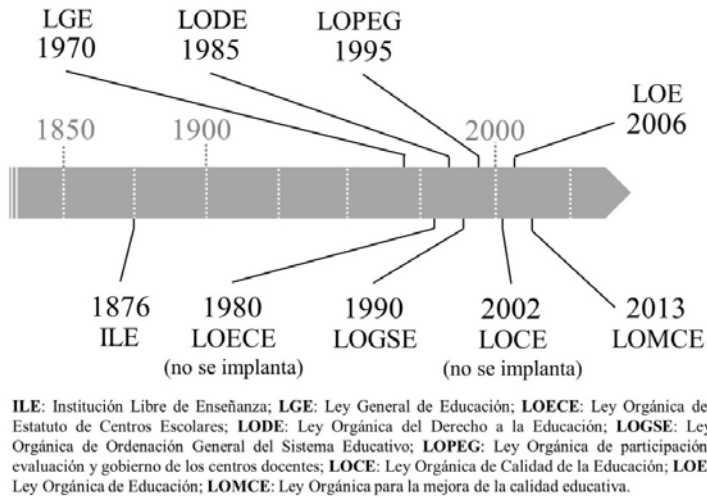 LGE
1970
LODE
1985
LOPEG
1995
LOE
2006
1850
1900
2000
1876
ILE
1980
LOECE
(no se implanta)
1990
LOGSE
2002
LOCE
(no se implanta)
2013
LOMCE
ILE: Institución Libre de Enseñanza; LGE: Ley General de Educación; LOECE: Ley Orgánica de
Estatuto de Centros Escolares; LODE: Ley Orgánica del Derecho a la Educación; LOGSE: Ley
Orgánica de Ordenación General del Sistema Educativo; LOPEG: Ley Orgánica de participación
evaluación y gobierno de los centros docentes; LOCE: Ley Orgánica de Calidad de la Educación; LOE
Ley Orgánica de Educación; LOMCE: Ley Orgánica para la mejora de la calidad educativa.